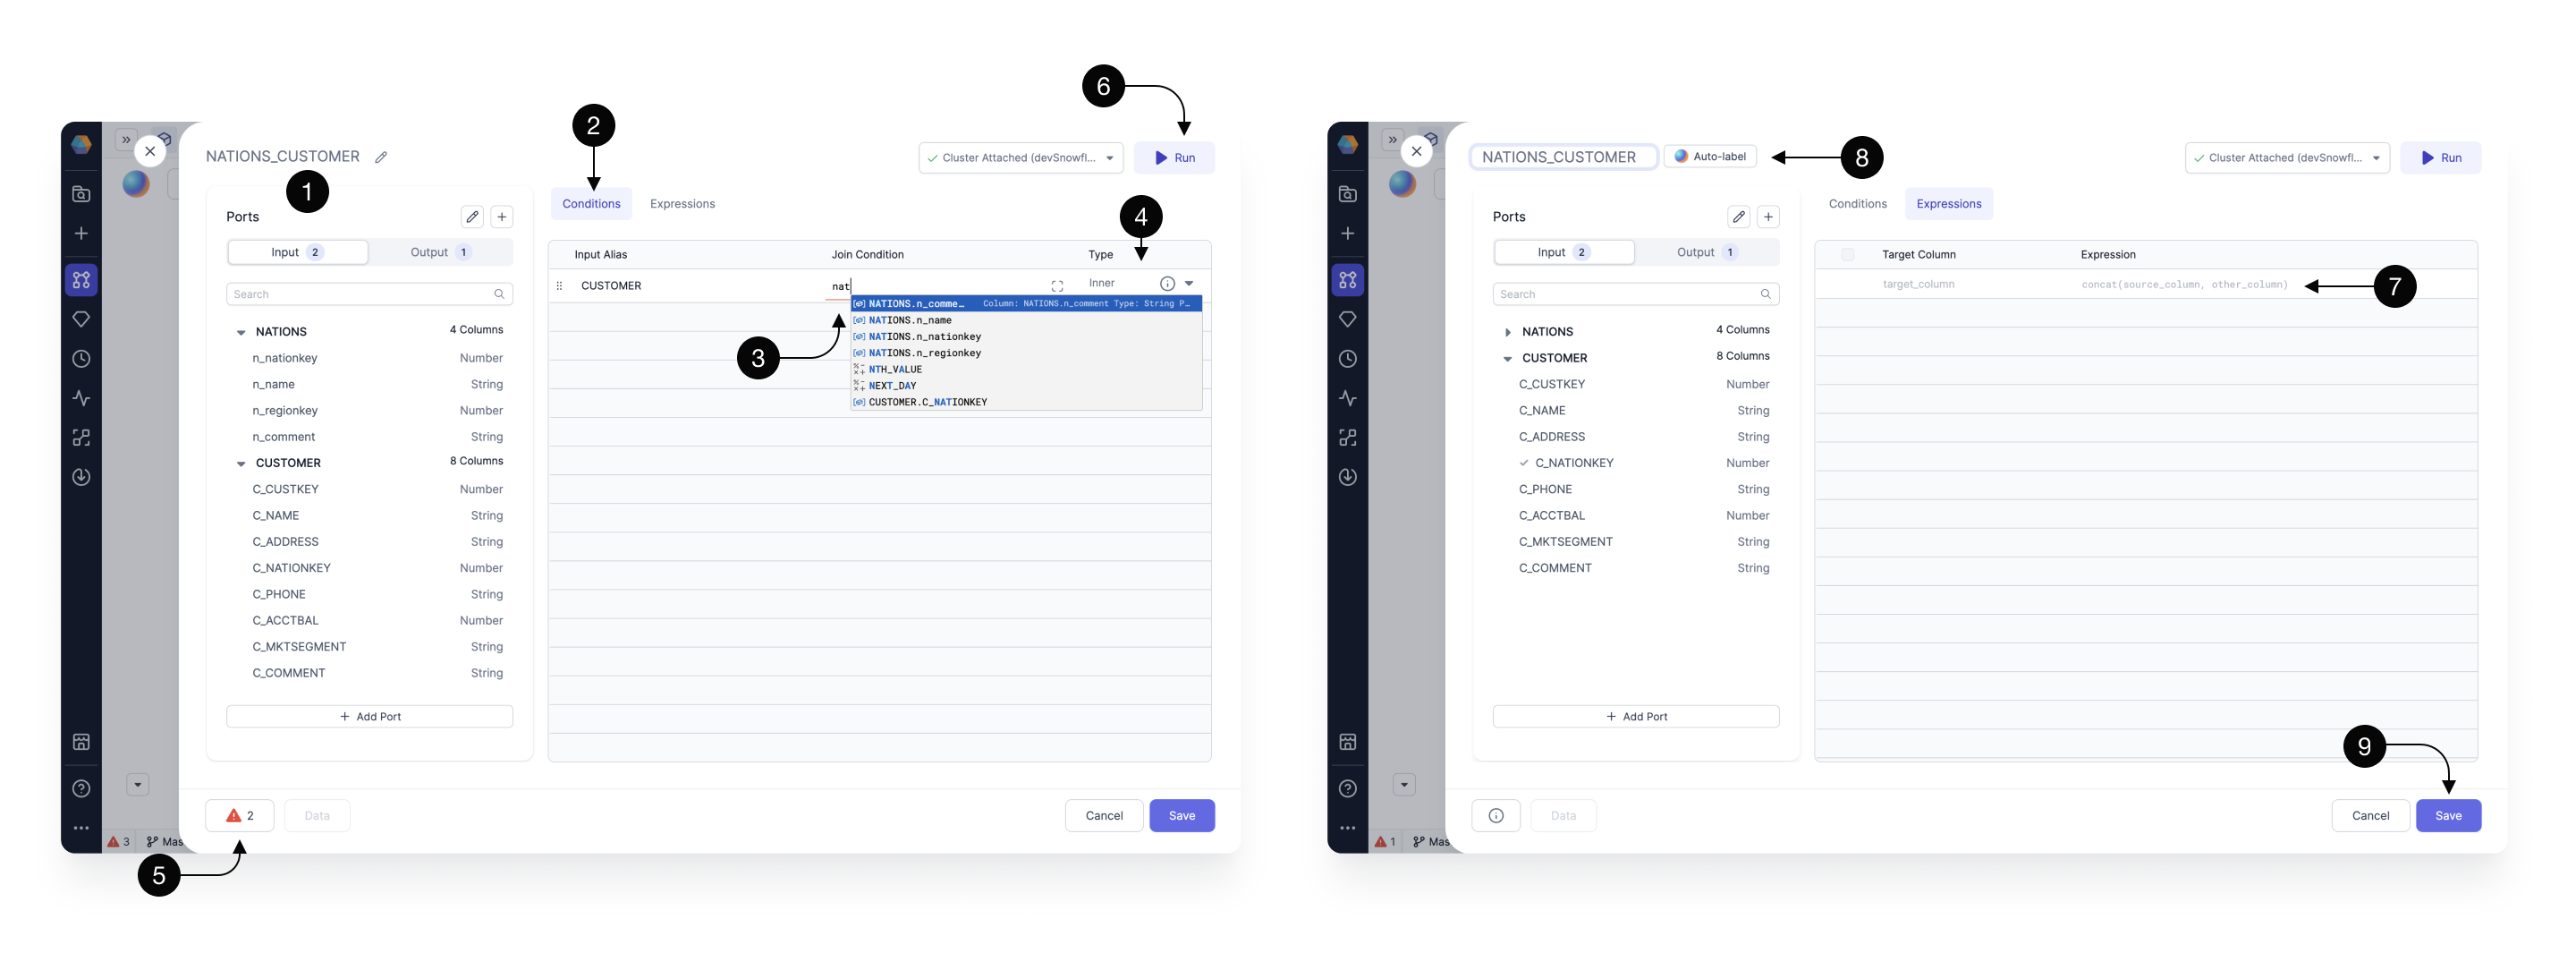 6
2
NATIONS_CUSTOMER
Cluster Attached (devSnowfl...
Run
1
Ports
Conditions
Expressions
4
Input 2
Output 1
Input Alias
Join Condition
Type
CUSTOMER
nat
Inner
Search
NATIONS.n_comme… Column: NATIONS.n_comment Type: String P…
NATIONS.n_name
NATIONS.n_nationkey
NATIONS.n_regionkey
NTH_VALUE
NEXT_DAY
CUSTOMER.C_NATIONKEY
3
NATIONS 4 Columns
n_nationkey Number
n_name String
n_regionkey Number
n_comment String
CUSTOMER 8 Columns
C_CUSTKEY Number
C_NAME String
C_ADDRESS String
C_NATIONKEY Number
C_PHONE String
C_ACCTBAL Number
C_MKTSEGMENT String
C_COMMENT String
+ Add Port
2
Data
Cancel
Save
3
Mas
5
NATIONS_CUSTOMER
Auto-label
8
Cluster Attached (devSnowfl...
Run
Ports
Conditions
Expressions
Input 2
Output 1
Target Column
Expression
target_column
concat(source_column, other_column)
7
Search
NATIONS 4 Columns
CUSTOMER 8 Columns
C_CUSTKEY Number
C_NAME String
C_ADDRESS String
C_NATIONKEY Number
C_PHONE String
C_ACCTBAL Number
C_MKTSEGMENT String
C_COMMENT String
+ Add Port
9
Data
Cancel
Save
1
Mas